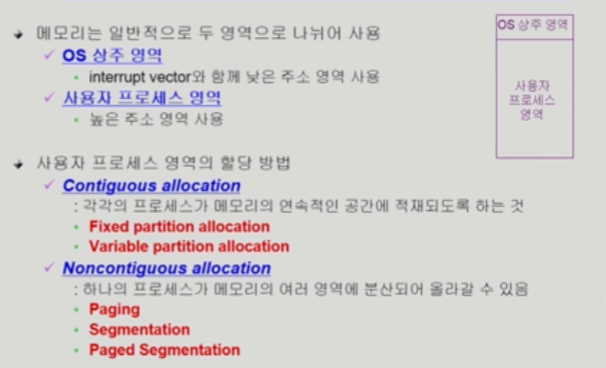 메모리는 일반적으로 두 영역으로 나뉘어 사용
OS 상주 영역
interrupt vector와 함께 낮은 주소 영역 사용
사용자 프로세스 영역
높은 주소 영역 사용
OS 상주 영역
사용자
프로세스
영역
사용자 프로세스 영역의 할당 방법
Contiguous allocation
: 각각의 프로세스가 메모리의 연속적인 공간에 적재되도록 하는 것
Fixed partition allocation
Variable partition allocation
Noncontiguous allocation
: 하나의 프로세스가 메모리의 여러 영역에 분산되어 올라갈 수 있음
Paging
Segmentation
Paged Segmentation